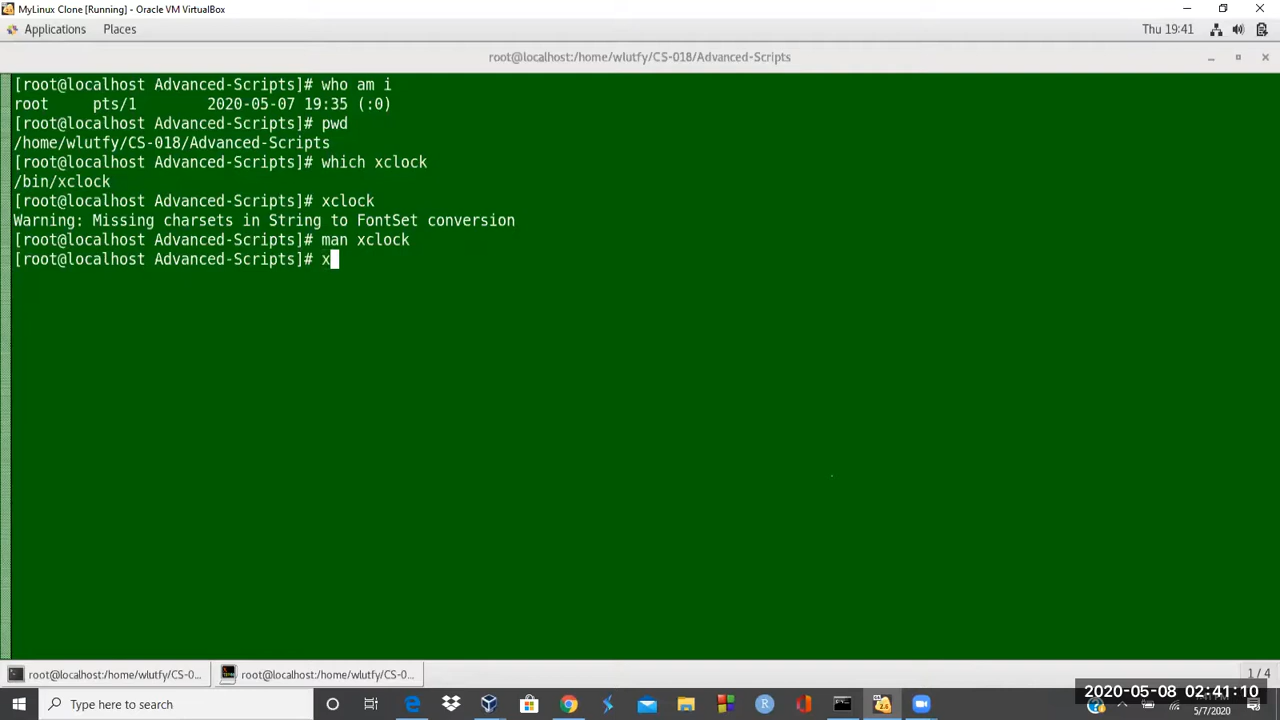 MyLinux Clone [Running] - Oracle VM VirtualBox
Applications Places Thu 19:41
root@localhost:/home/wlutfy/CS-018/Advanced-Scripts
[root@localhost Advanced-Scripts]# who am i
root pts/1 2020-05-07 19:35 (:0)
[root@localhost Advanced-Scripts]# pwd
/home/wlutfy/CS-018/Advanced-Scripts
[root@localhost Advanced-Scripts]# which xclock
/bin/xclock
[root@localhost Advanced-Scripts]# xclock
Warning: Missing charsets in String to FontSet conversion
[root@localhost Advanced-Scripts]# man xclock
[root@localhost Advanced-Scripts]# x
root@localhost:/home/wlutfy/CS-0... root@localhost:/home/wlutfy/CS-0... 1 / 4
2020-05-08 02:41:10
Type here to search
5/7/2020